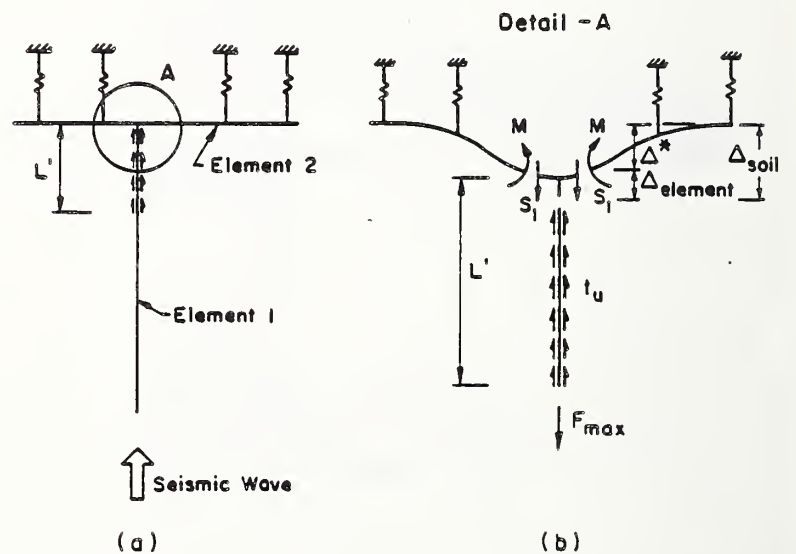 A
L'
Element 2
Element 1
Seismic Wave
(a)
Detail - A
M
M
Δ*
Δsoil
Δelement
S1
S1
L'
tu
Fmax
(b)